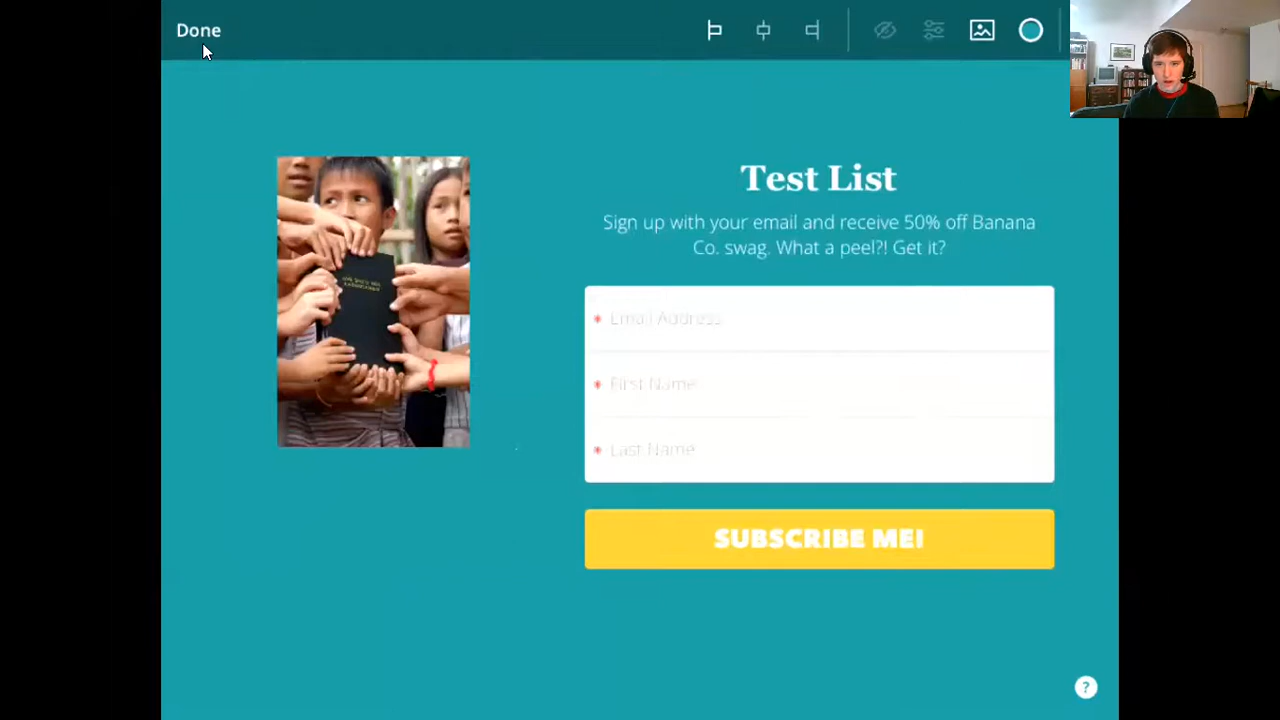 Done
Test List
Sign up with your email and receive 50% off Banana
Co. swag. What a peel?! Get it?
* Email Address
* First Name
* Last Name
SUBSCRIBE ME!
?